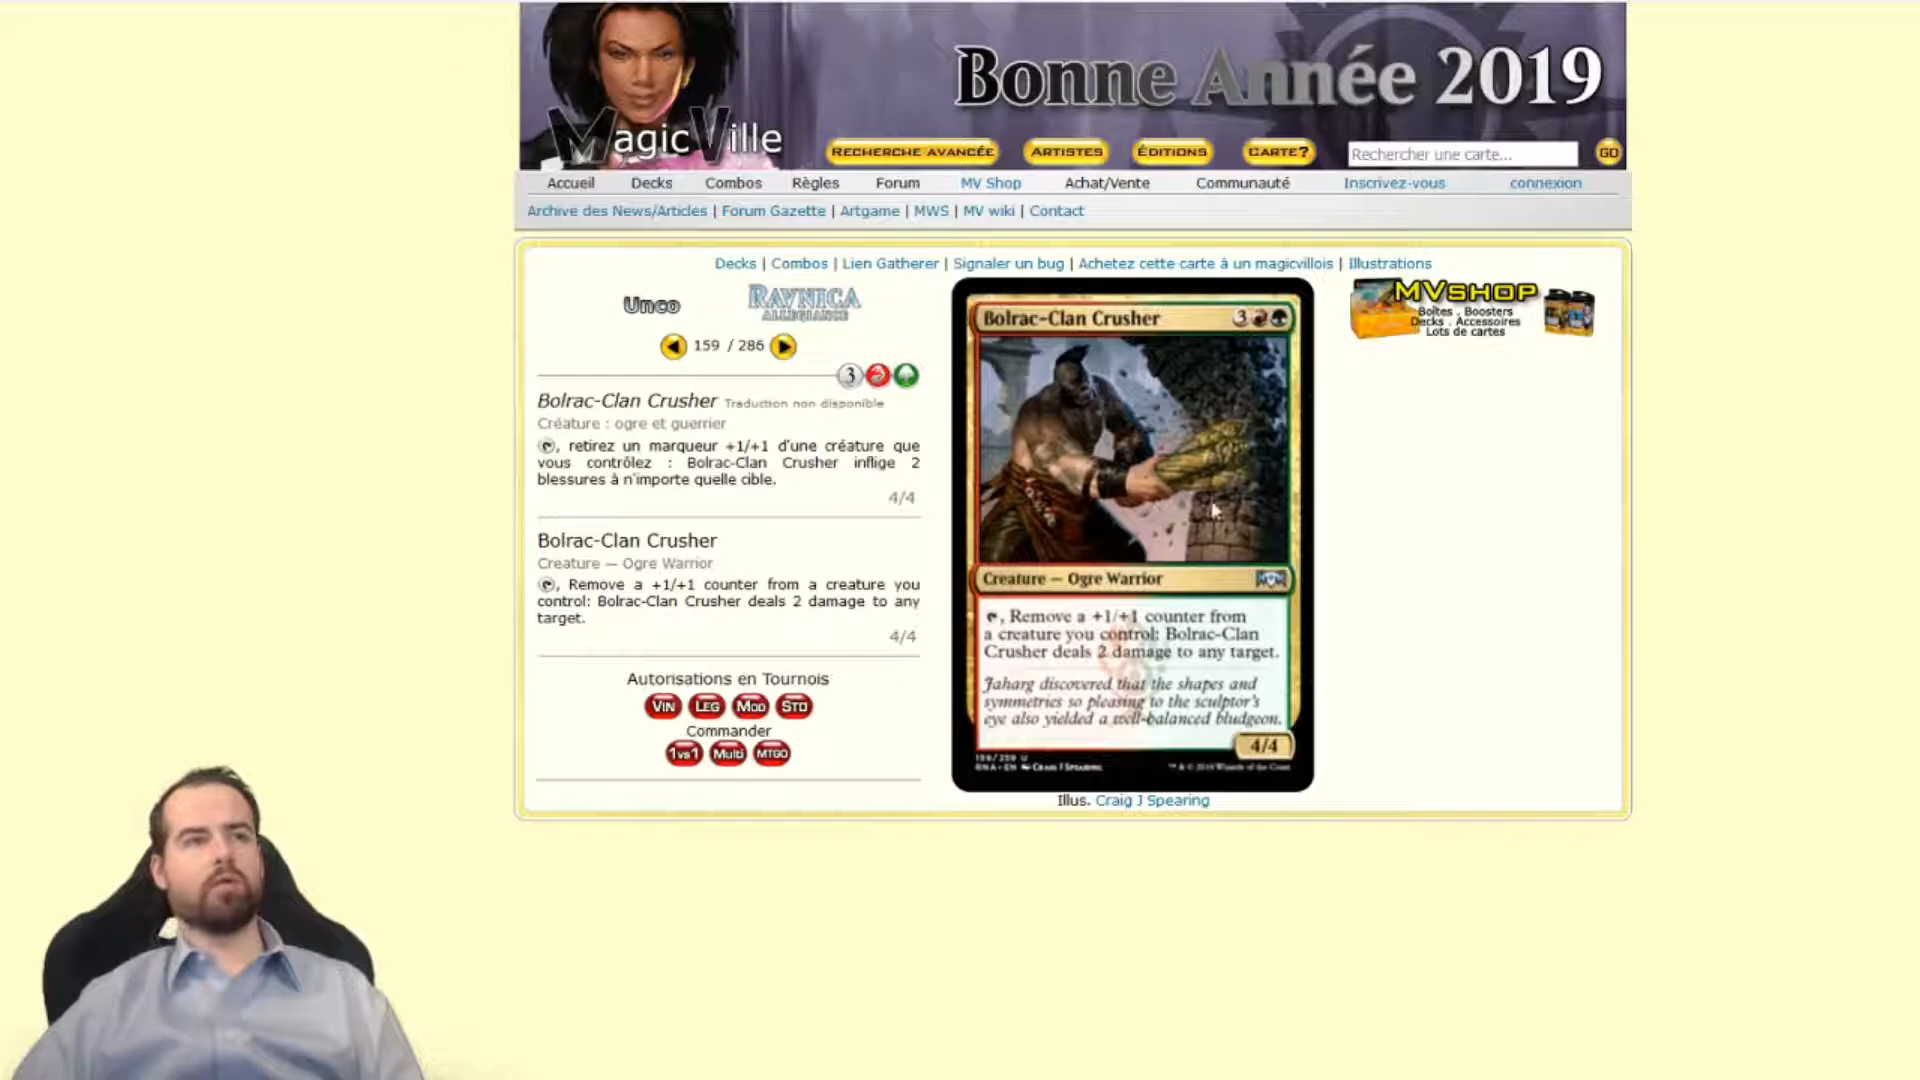 Bonne Année 2019
MagicVille
RECHERCHE AVANCÉE
ARTISTES
ÉDITIONS
CARTE?
Rechercher une carte...
GO
Accueil
Decks
Combos
Règles
Forum
MV Shop
Achat/Vente
Communauté
Inscrivez-vous
connexion
Archive des News/Articles | Forum Gazette | Artgame | MWS | MV wiki | Contact
Decks | Combos | Lien Gatherer | Signaler un bug | Achetez cette carte à un magicvillois | Illustrations
Unco
RAVNICA
ALLEGIANCE
159 / 286
3
Bolrac-Clan Crusher Traduction non disponible
Créature : ogre et guerrier
, retirez un marqueur +1/+1 d'une créature que
vous contrôlez : Bolrac-Clan Crusher inflige 2
blessures à n'importe quelle cible.
4/4
Bolrac-Clan Crusher
Creature — Ogre Warrior
, Remove a +1/+1 counter from a creature you
control: Bolrac-Clan Crusher deals 2 damage to any
target.
4/4
Autorisations en Tournois
VIN LEG MOD STD
Commander
1vs1 Multi MTGO
Bolrac-Clan Crusher 3
Creature — Ogre Warrior
, Remove a +1/+1 counter from
a creature you control: Bolrac-Clan
Crusher deals 2 damage to any target.
Jaharg discovered that the shapes and
symmetries so pleasing to the sculptor's
eye also yielded a well-balanced bludgeon.
4/4
RNA • EN CRAIG J SPEARING
Illus. Craig J Spearing
MVSHOP
Boîtes . Boosters
Decks . Accessoires
Lots de cartes